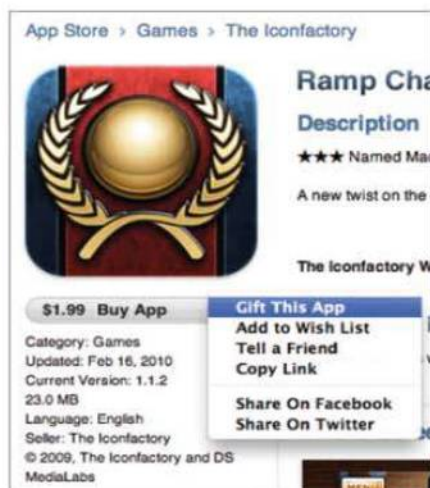 App Store > Games > The Iconfactory
Ramp Cha
Description
★★★ Named Mac
A new twist on the
The Iconfactory W
$1.99 Buy App
Gift This App
Add to Wish List
Tell a Friend
Copy Link
Share On Facebook
Share On Twitter
Category: Games
Updated: Feb 16, 2010
Current Version: 1.1.2
23.0 MB
Language: English
Seller: The Iconfactory
© 2009, The Iconfactory and DS
MediaLabs